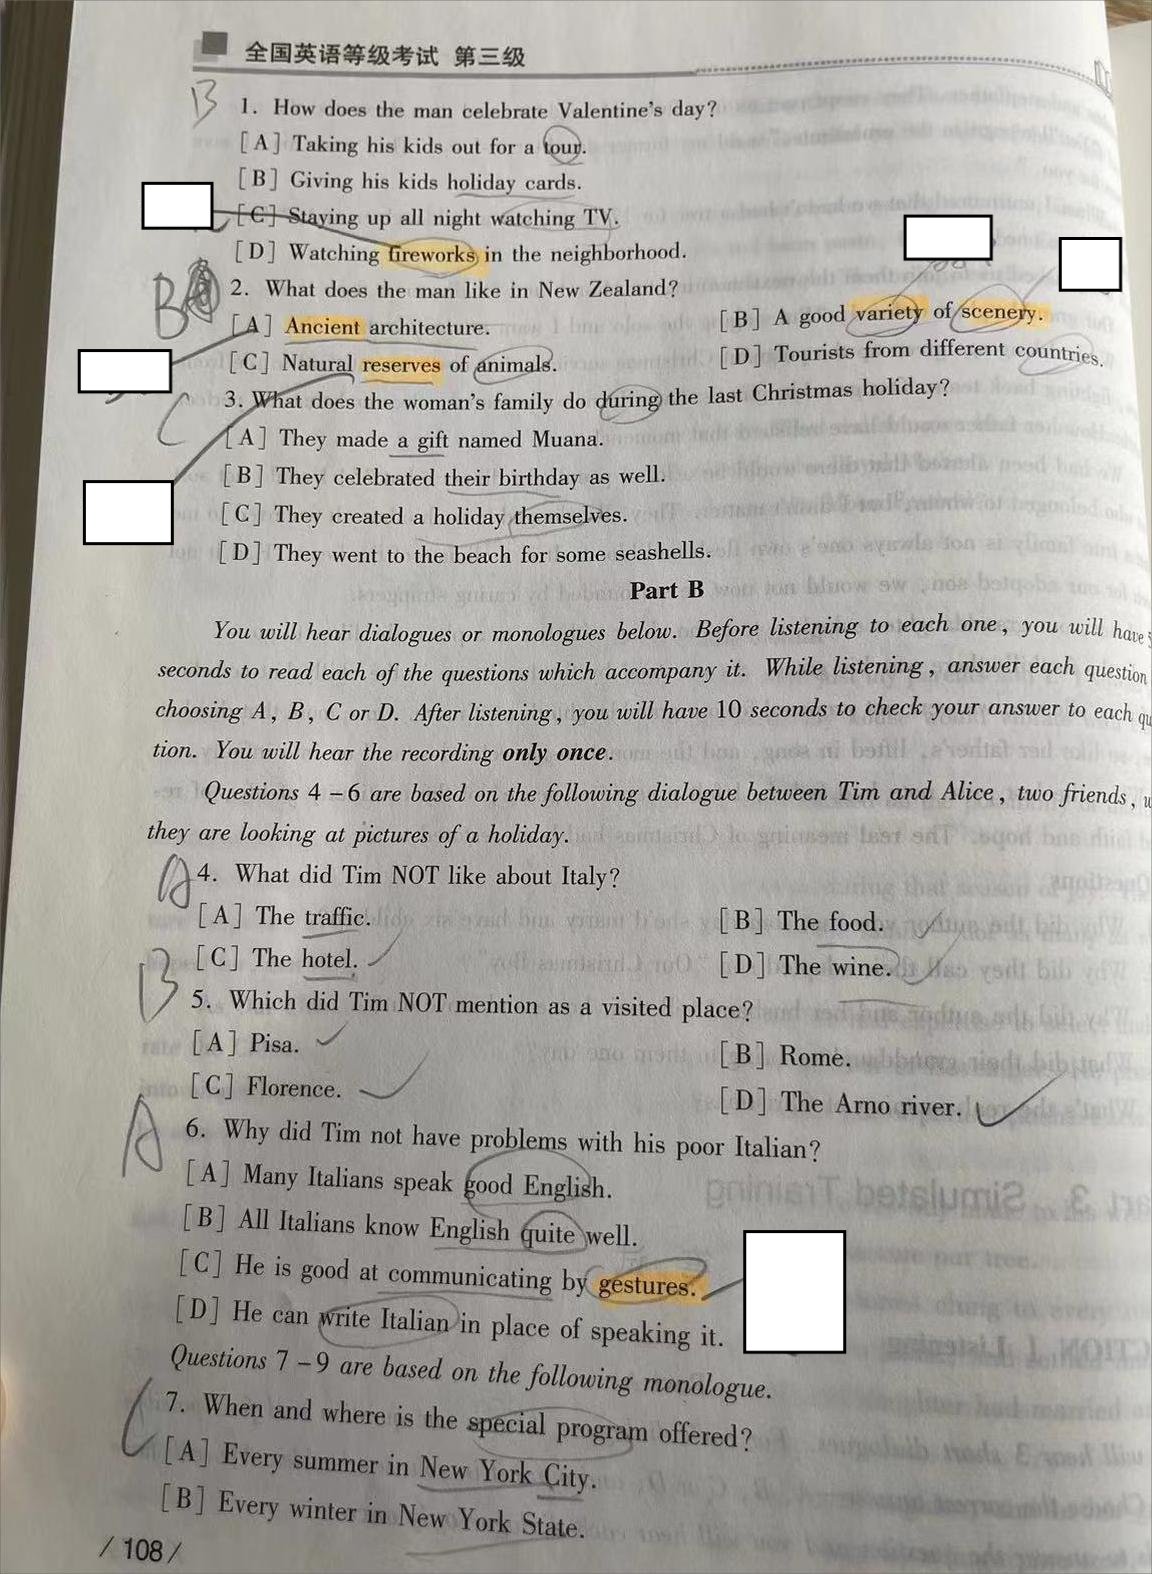 全国英语等级考试 第三级
B
1. How does the man celebrate Valentine's day?
[A] Taking his kids out for a tour.
[B] Giving his kids holiday cards.
[C] Staying up all night watching TV.
[D] Watching fireworks in the neighborhood.
B
2. What does the man like in New Zealand?
[A] Ancient architecture.
[B] A good variety of scenery.
[C] Natural reserves of animals.
[D] Tourists from different countries.
C
3. What does the woman's family do during the last Christmas holiday?
[A] They made a gift named Muana.
[B] They celebrated their birthday as well.
[C] They created a holiday themselves.
[D] They went to the beach for some seashells.
Part B
You will hear dialogues or monologues below. Before listening to each one, you will have
seconds to read each of the questions which accompany it. While listening, answer each question
choosing A, B, C or D. After listening, you will have 10 seconds to check your answer to each
tion. You will hear the recording only once.
Questions 4-6 are based on the following dialogue between Tim and Alice, two friends,
they are looking at pictures of a holiday.
A
4. What did Tim NOT like about Italy?
[A] The traffic.
[B] The food.
[C] The hotel.
[D] The wine.
B
5. Which did Tim NOT mention as a visited place?
[A] Pisa.
[B] Rome.
[C] Florence.
[D] The Arno river.
A
6. Why did Tim not have problems with his poor Italian?
[A] Many Italians speak good English.
[B] All Italians know English quite well.
[C] He is good at communicating by gestures.
[D] He can write Italian in place of speaking it.
Questions 7-9 are based on the following monologue.
C
7. When and where is the special program offered?
[A] Every summer in New York City.
[B] Every winter in New York State.
/ 108 /